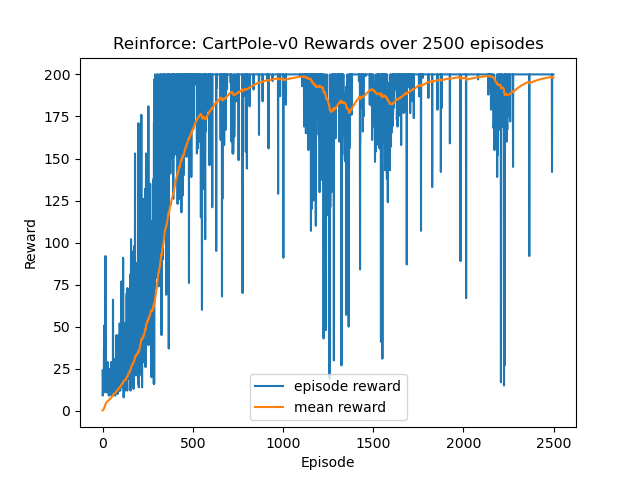 Reinforce: CartPole-v0 Rewards over 2500 episodes
200
175
150
125
100
75
50
25
0
Reward
episode reward
mean reward
0 500 1000 1500 2000 2500
Episode